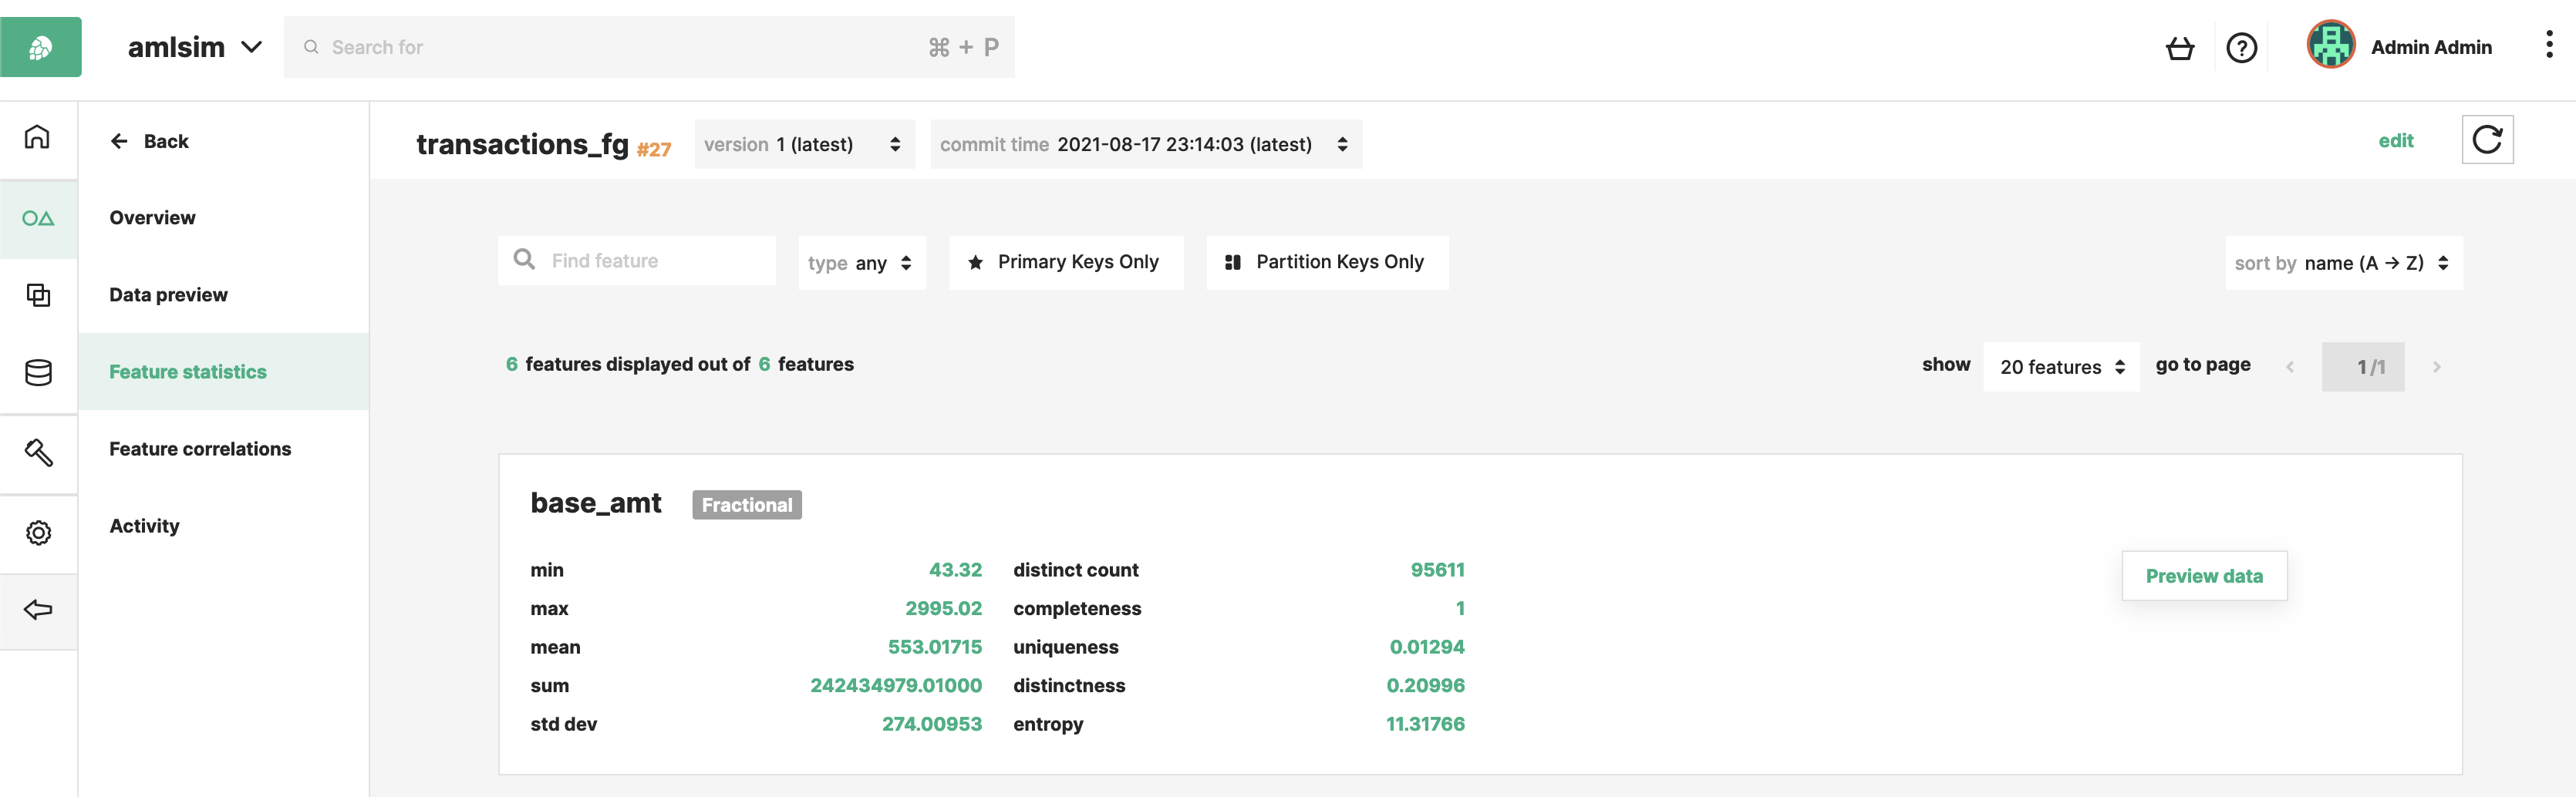 amlsim Search for ⌘ + P Admin Admin
Back
transactions_fg #27 version 1 (latest) commit time 2021-08-17 23:14:03 (latest) edit
Overview
Data preview
Feature statistics
Feature correlations
Activity
Find feature type any Primary Keys Only Partition Keys Only sort by name (A → Z)
6 features displayed out of 6 features show 20 features go to page 1/1
base_amt Fractional
min 43.32 distinct count 95611
max 2995.02 completeness 1
mean 553.01715 uniqueness 0.01294
sum 242434979.01000 distinctness 0.20996
std dev 274.00953 entropy 11.31766
Preview data